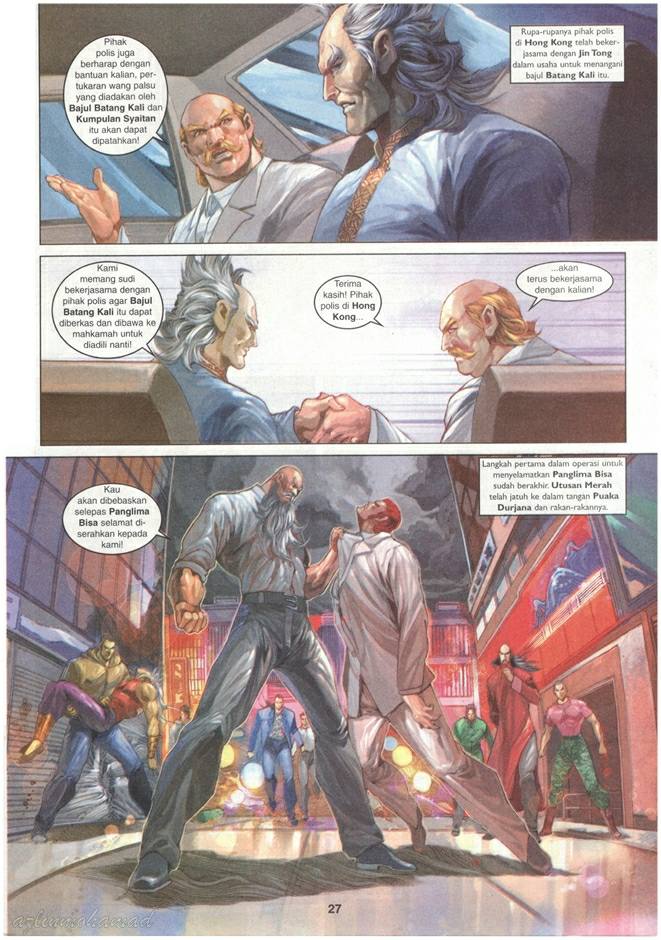 Pihak
polis juga
berharap dengan
bantuan kalian, per-
tukaran wang palsu
yang diadakan oleh
Bajul Batang Kali dan
Kumpulan Syaitan
itu akan dapat
dipatahkan!
Rupa-rupanya pihak polis
di Hong Kong telah beker-
jasama dengan Jin Tong
dalam usaha untuk menangani
bajul Batang Kali itu.
Kami
memang sudi
bekerjasama dengan
pihak polis agar Bajul
Batang Kali itu dapat
diberkas dan dibawa ke
mahkamah untuk
diadili nanti!
Terima
kasih! Pihak
polis di Hong
Kong...
...akan
terus bekerjasama
dengan kalian!
Langkah pertama dalam operasi untuk
menyelamatkan Panglima Bisa
sudah berakhir. Utusan Merah
telah jatuh ke dalam tangan Puaka
Durjana dan rakan-rakannya.
Kau
akan dibebaskan
selepas Panglima
Bisa selamat di-
serahkan kepada
kami!
27
azlinmohamad